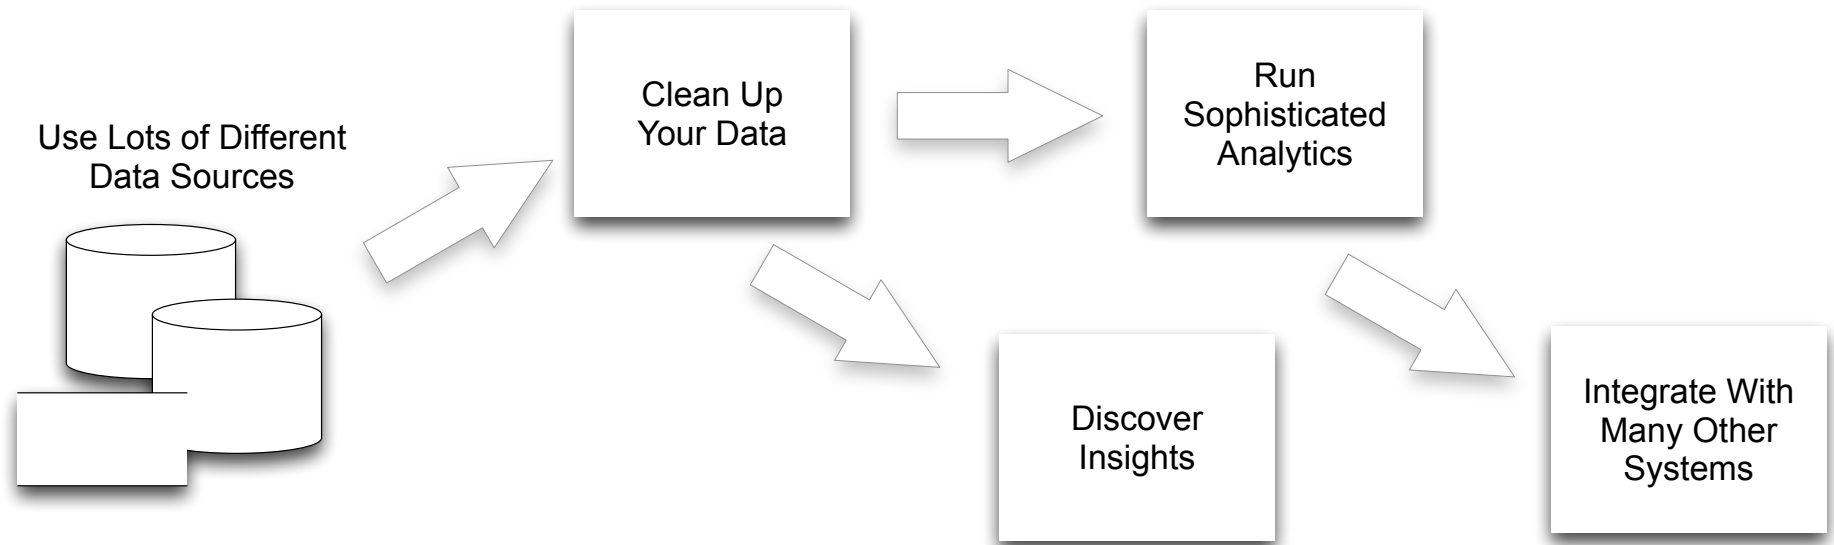 Use Lots of Different
Data Sources
Clean Up
Your Data
Run
Sophisticated
Analytics
Discover
Insights
Integrate With
Many Other
Systems